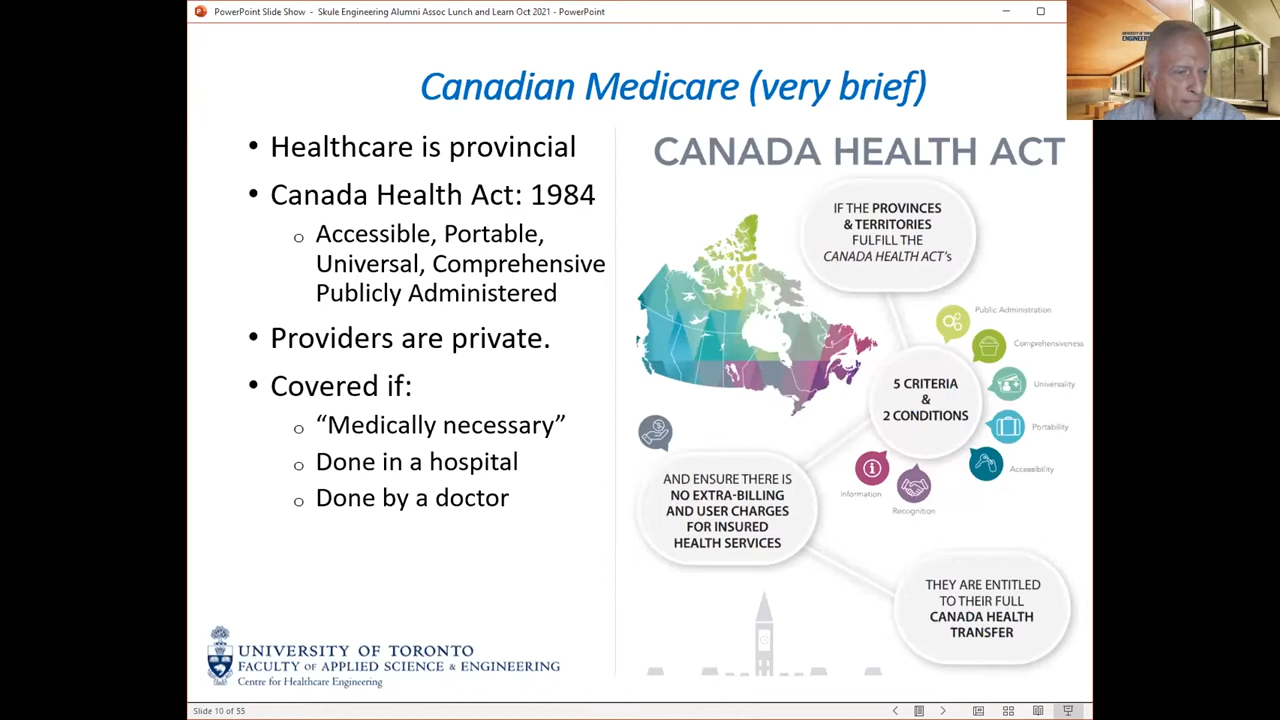 PowerPoint Slide Show - Skule Engineering Alumni Assoc Lunch and Learn Oct 2021 - PowerPoint
UNIVERSITY OF TORONTO
ENGINEERING
Canadian Medicare (very brief)
• Healthcare is provincial
• Canada Health Act: 1984
o Accessible, Portable,
Universal, Comprehensive
Publicly Administered
• Providers are private.
• Covered if:
o “Medically necessary”
o Done in a hospital
o Done by a doctor
CANADA HEALTH ACT
IF THE PROVINCES
& TERRITORIES
FULFILL THE
CANADA HEALTH ACT's
Public Administration
Comprehensiveness
Universality
Portability
Accessibility
5 CRITERIA
&
2 CONDITIONS
Information
Recognition
AND ENSURE THERE IS
NO EXTRA-BILLING
AND USER CHARGES
FOR INSURED
HEALTH SERVICES
THEY ARE ENTITLED
TO THEIR FULL
CANADA HEALTH
TRANSFER
UNIVERSITY OF TORONTO
FACULTY OF APPLIED SCIENCE & ENGINEERING
Centre for Healthcare Engineering
Slide 10 of 55